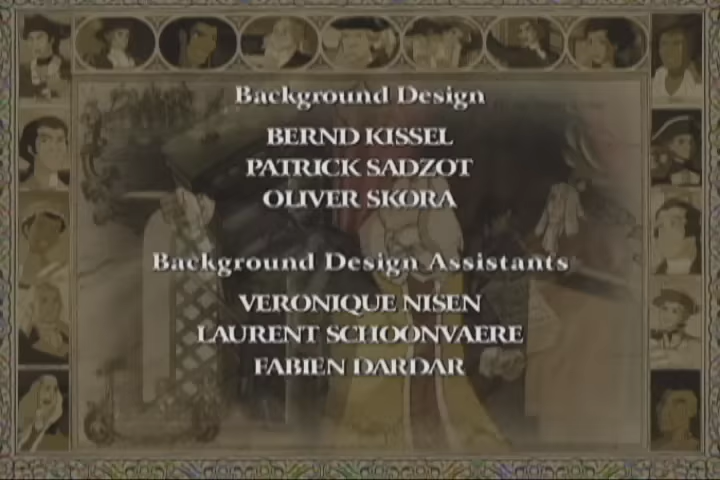 Background Design
BERND KISSEL
PATRICK SADZOT
OLIVER SKORA
Background Design Assistants
VERONIQUE NISEN
LAURENT SCHOONVAERE
FABIEN DARDAR